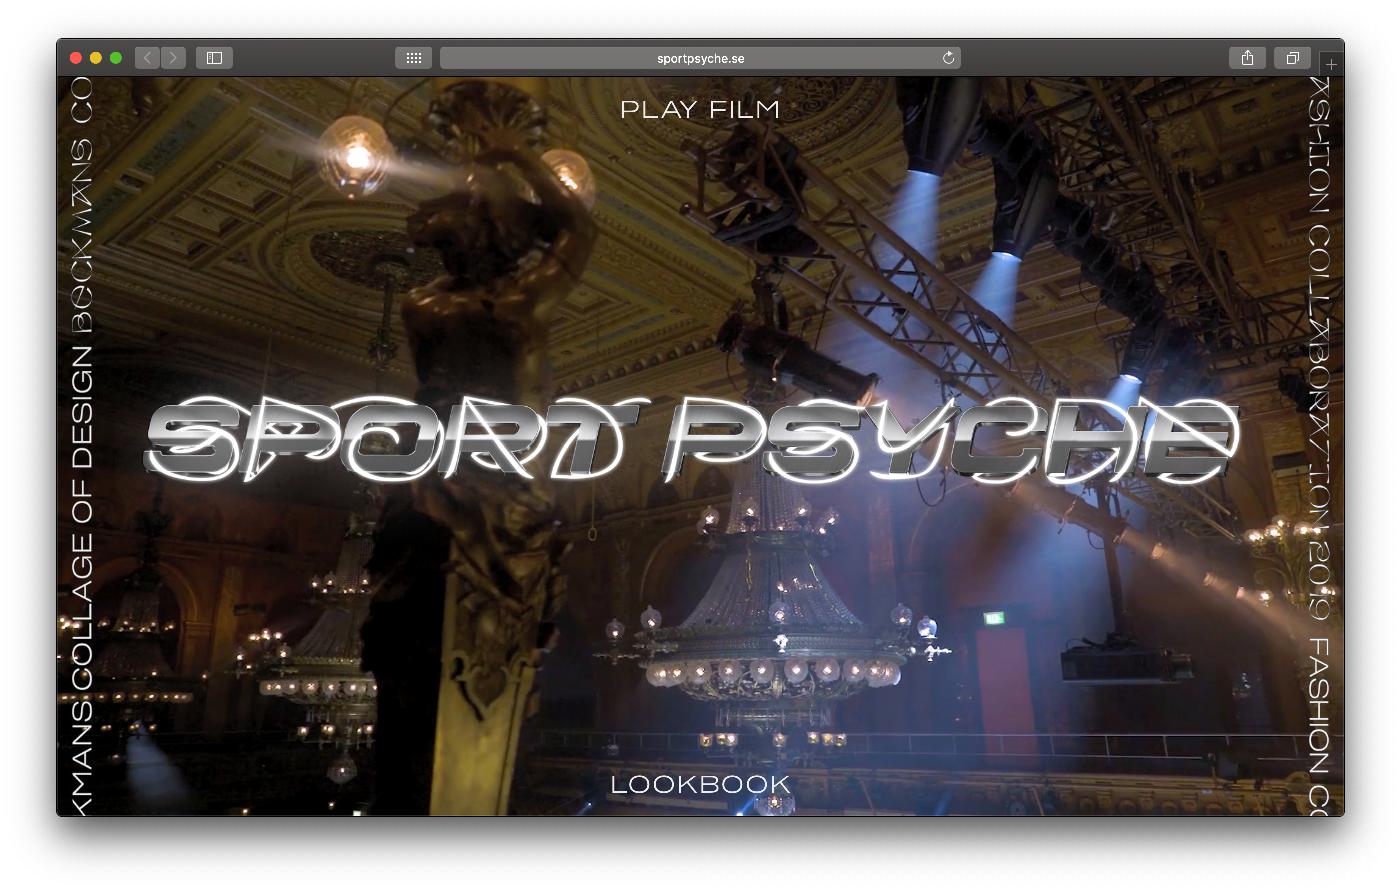 sportpsyche.se
PLAY FILM
KMANS COLLAGE OF DESIGN BECKMANS CO
SPORT PSYCHE
ASHION COLLABORATION 2019 FASHION CO
LOOKBOOK